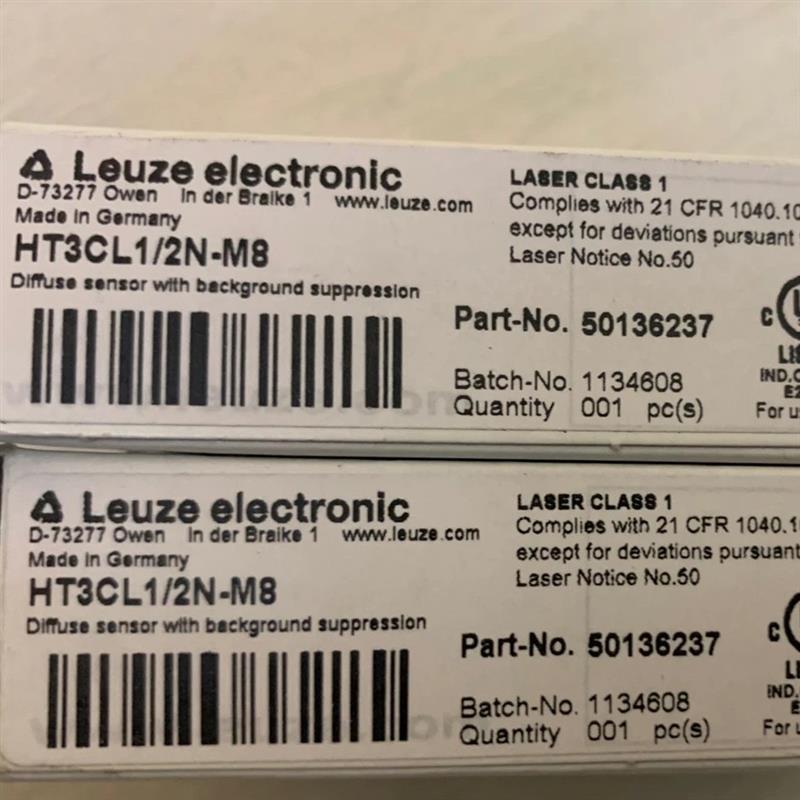 Leuze electronic
D-73277 Owen In der Braike 1 www.leuze.com
Made in Germany
HT3CL1/2N-M8
Diffuse sensor with background suppression
LASER CLASS 1
Complies with 21 CFR 1040.10
except for deviations pursuant
Laser Notice No.50
Part-No. 50136237
Batch-No. 1134608
Quantity 001 pc(s)
C
IND.C
For u
Leuze electronic
D-73277 Owen In der Braike 1 www.leuze.com
Made in Germany
HT3CL1/2N-M8
Diffuse sensor with background suppression
LASER CLASS 1
Complies with 21 CFR 1040.1
except for deviations pursuant
Laser Notice No.50
Part-No. 50136237
Batch-No. 1134608
Quantity 001 pc(s)
C
IND.
For